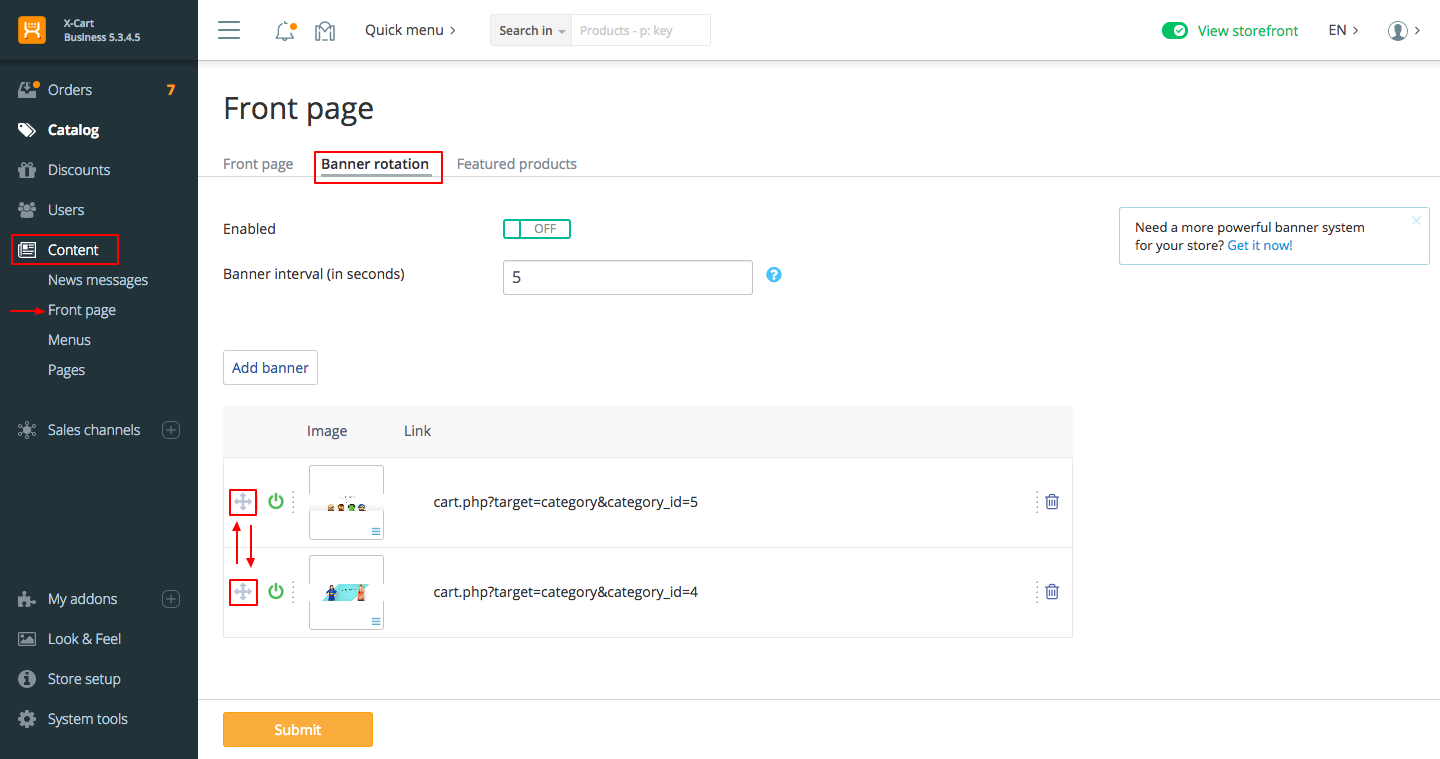 X-Cart
Business 5.3.4.5
Quick menu
Search in
Products - p: key
View storefront
EN
Orders
7
Catalog
Discounts
Users
Content
News messages
Front page
Menus
Pages
Sales channels
My addons
Look & Feel
Store setup
System tools
Front page
Front page
Banner rotation
Featured products
Enabled
OFF
Banner interval (in seconds)
5
?
Need a more powerful banner system
for your store? Get it now!
Add banner
Image
Link
cart.php?target=category&category_id=5
cart.php?target=category&category_id=4
Submit